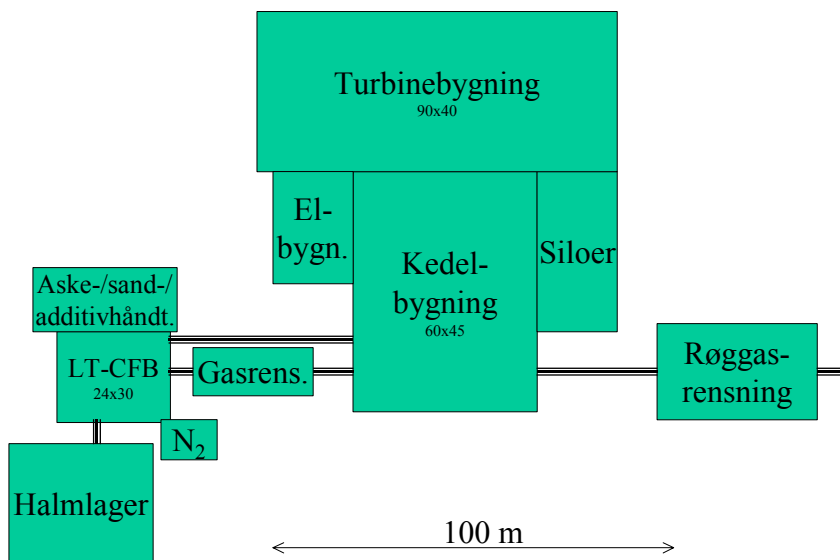 Turbinebygning
90x40
El-
bygn.
Kedel-
bygning
60x45
Siloer
Aske-/sand-/
additivhåndt.
LT-CFB
24x30
Gasrens.
Røggas-
rensning
N₂
Halmlager
100 m